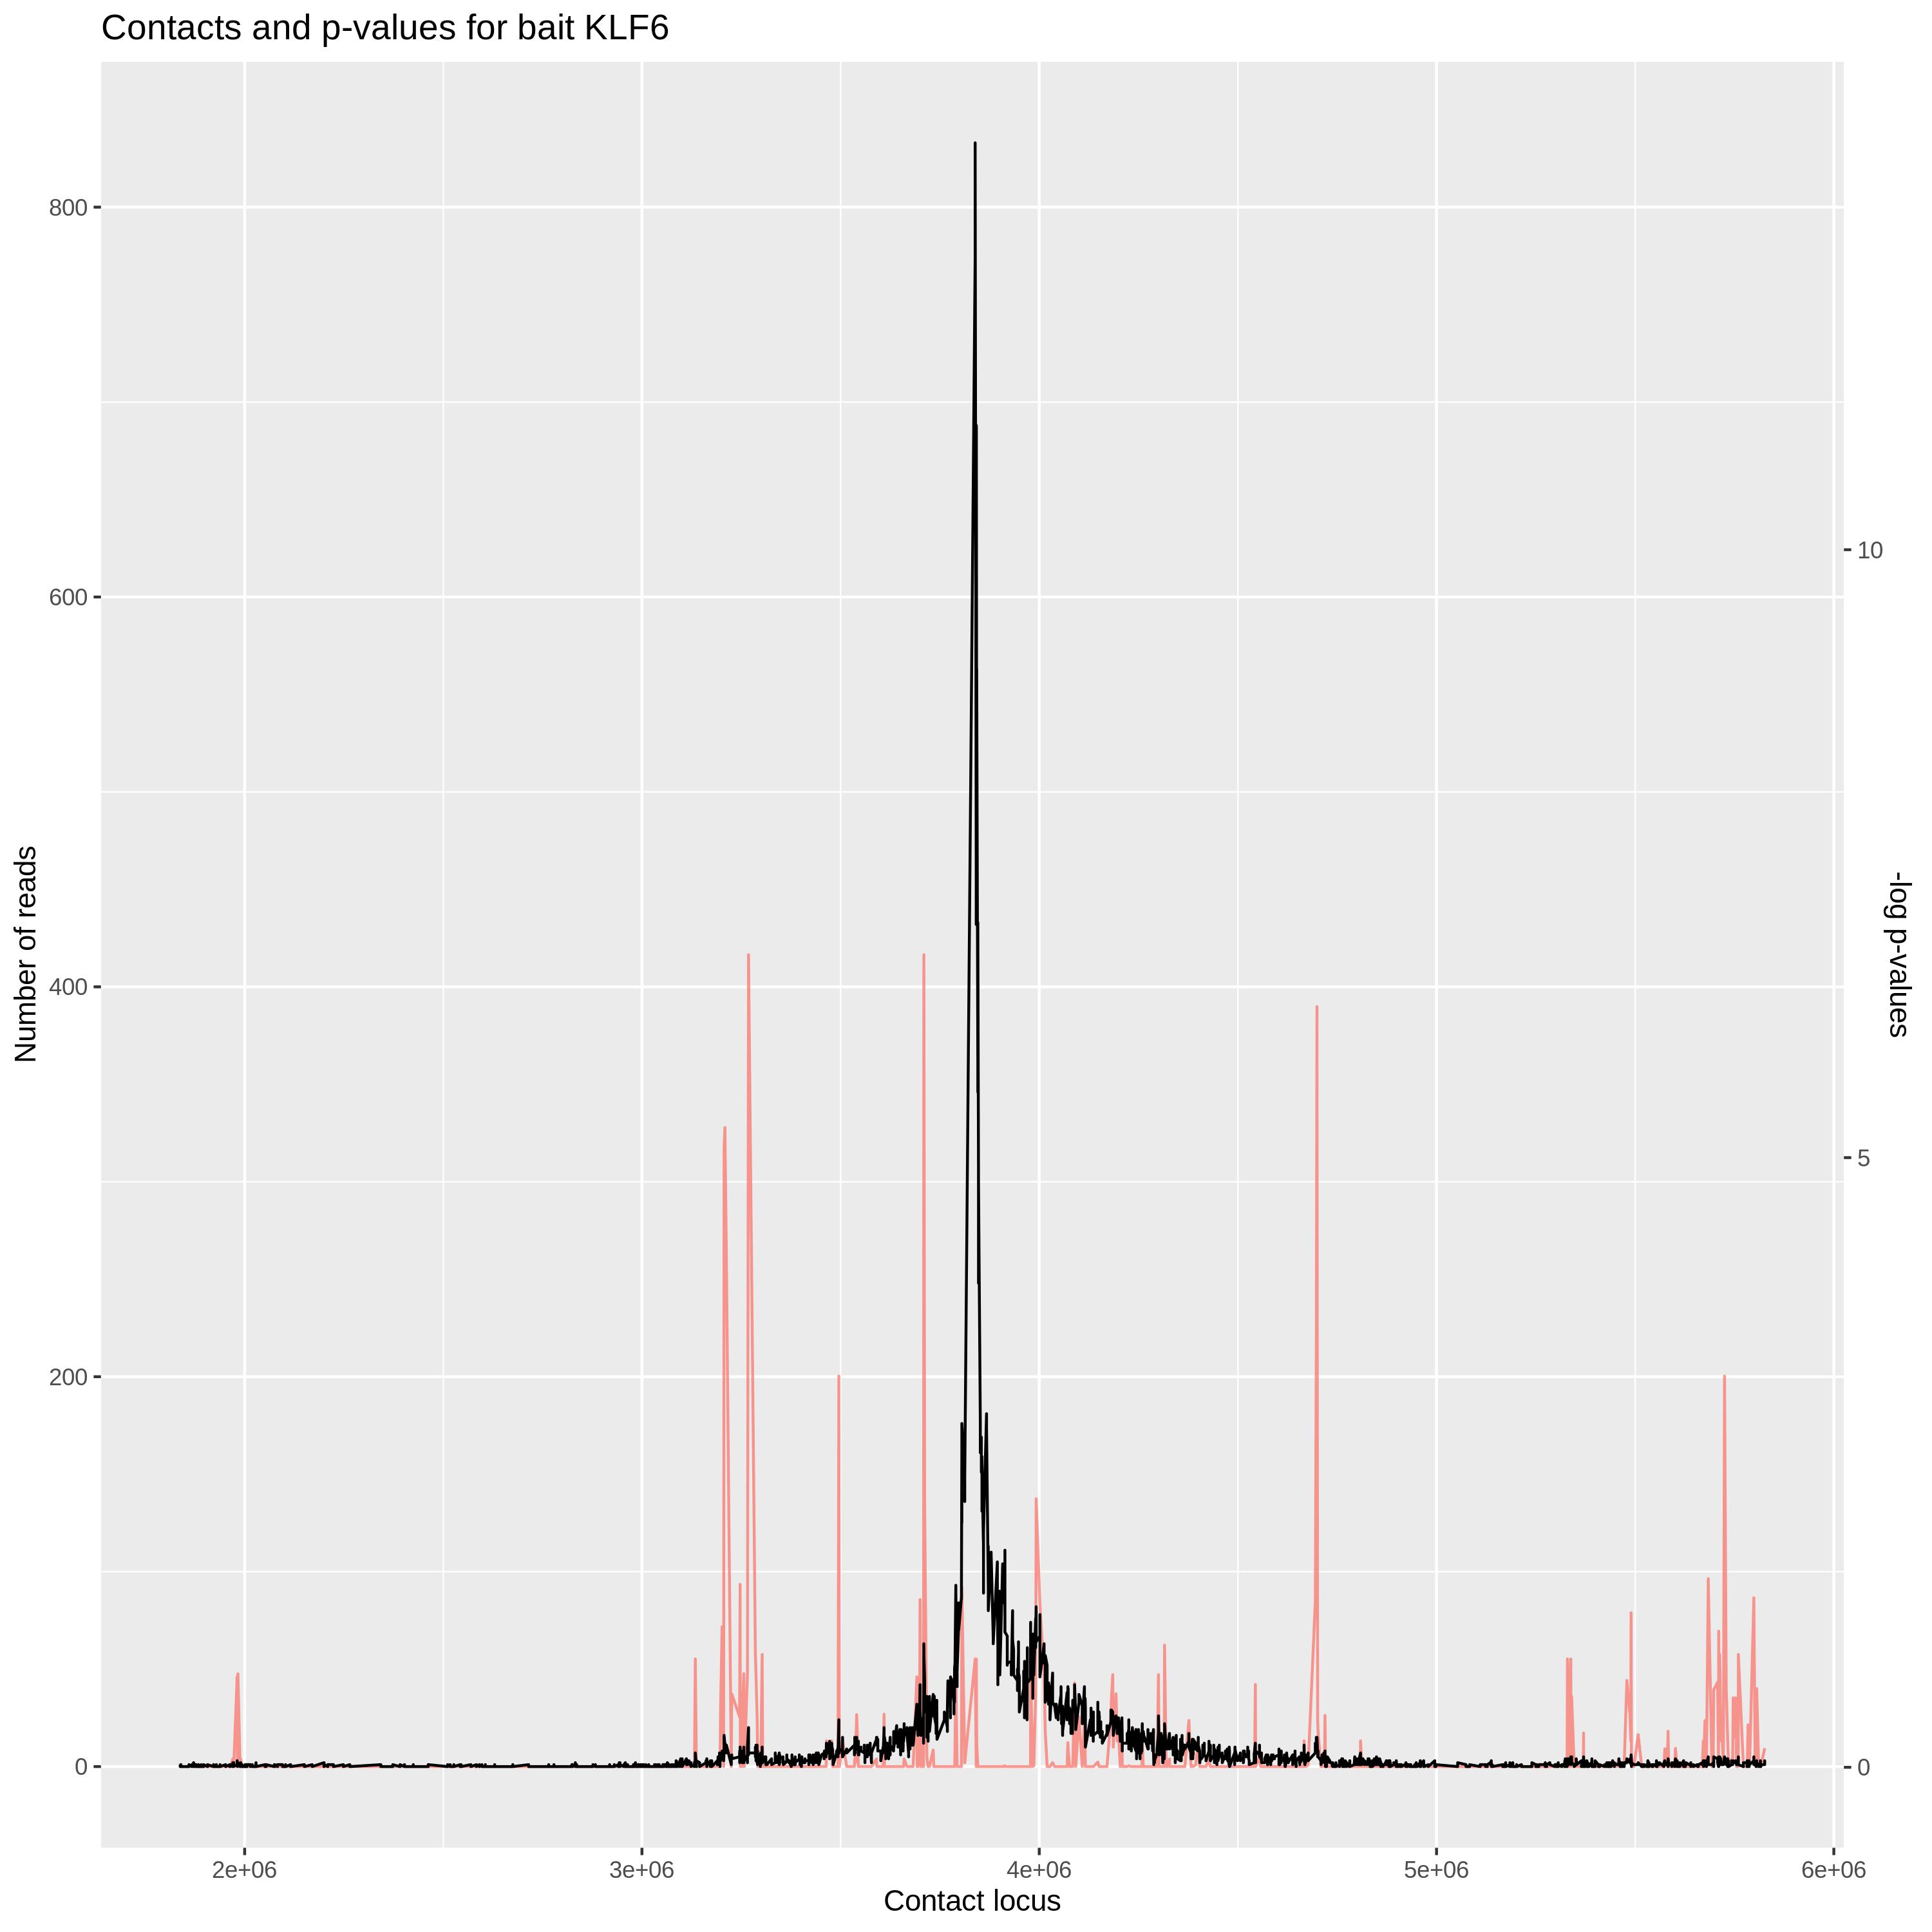 Contacts and p-values for bait KLF6
800
600
400
200
0
Number of reads
10
5
0
-log p-values
2e+06
3e+06
4e+06
5e+06
6e+06
Contact locus